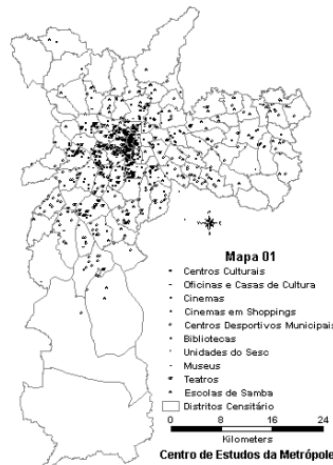 Mapa 01
Centros Culturais
Oficinas e Casas de Cultura
Cinemas
Cinemas em Shoppings
Centros Desportivos Municipais
Bibliotecas
Unidades do Sesc
Museus
Teatros
Escolas de Samba
Distritos Censitário
0 8 16 24
Kilometers
Centro de Estudos da Metrópole